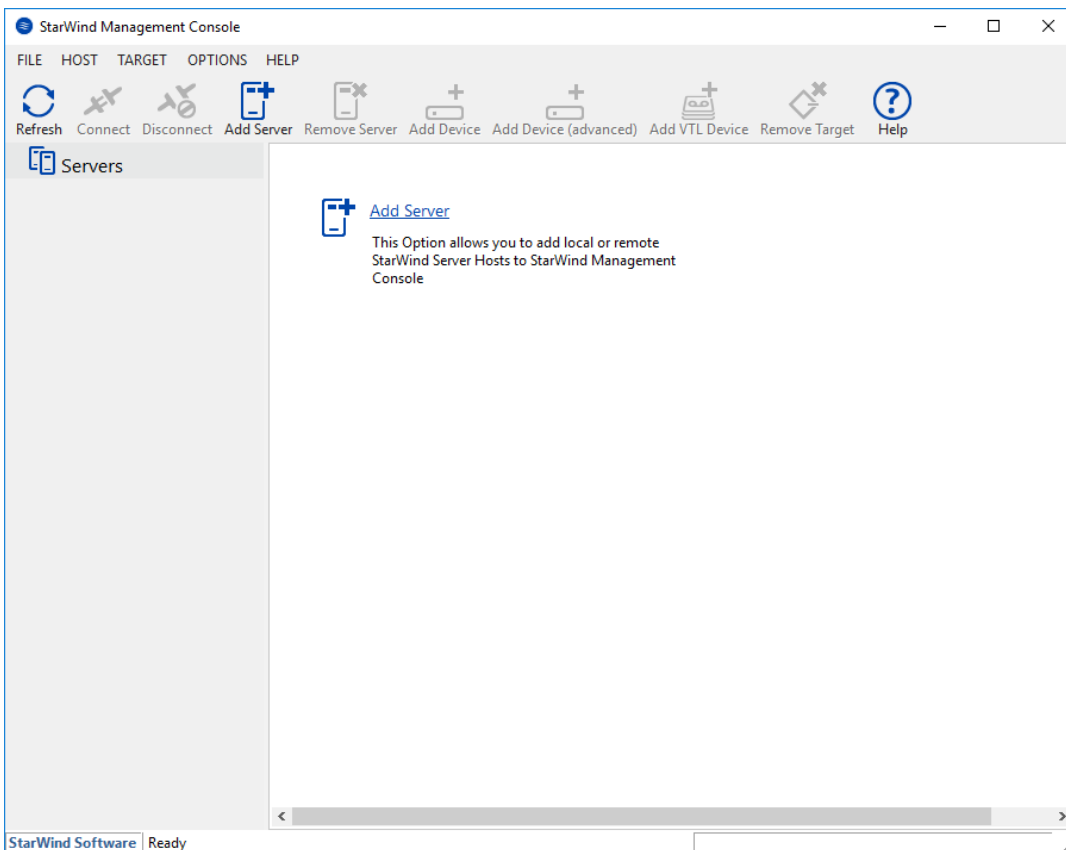 StarWind Management Console
FILE HOST TARGET OPTIONS HELP
Refresh Connect Disconnect Add Server Remove Server Add Device Add Device (advanced) Add VTL Device Remove Target Help
Servers
Add Server
This Option allows you to add local or remote
StarWind Server Hosts to StarWind Management
Console
StarWind Software Ready